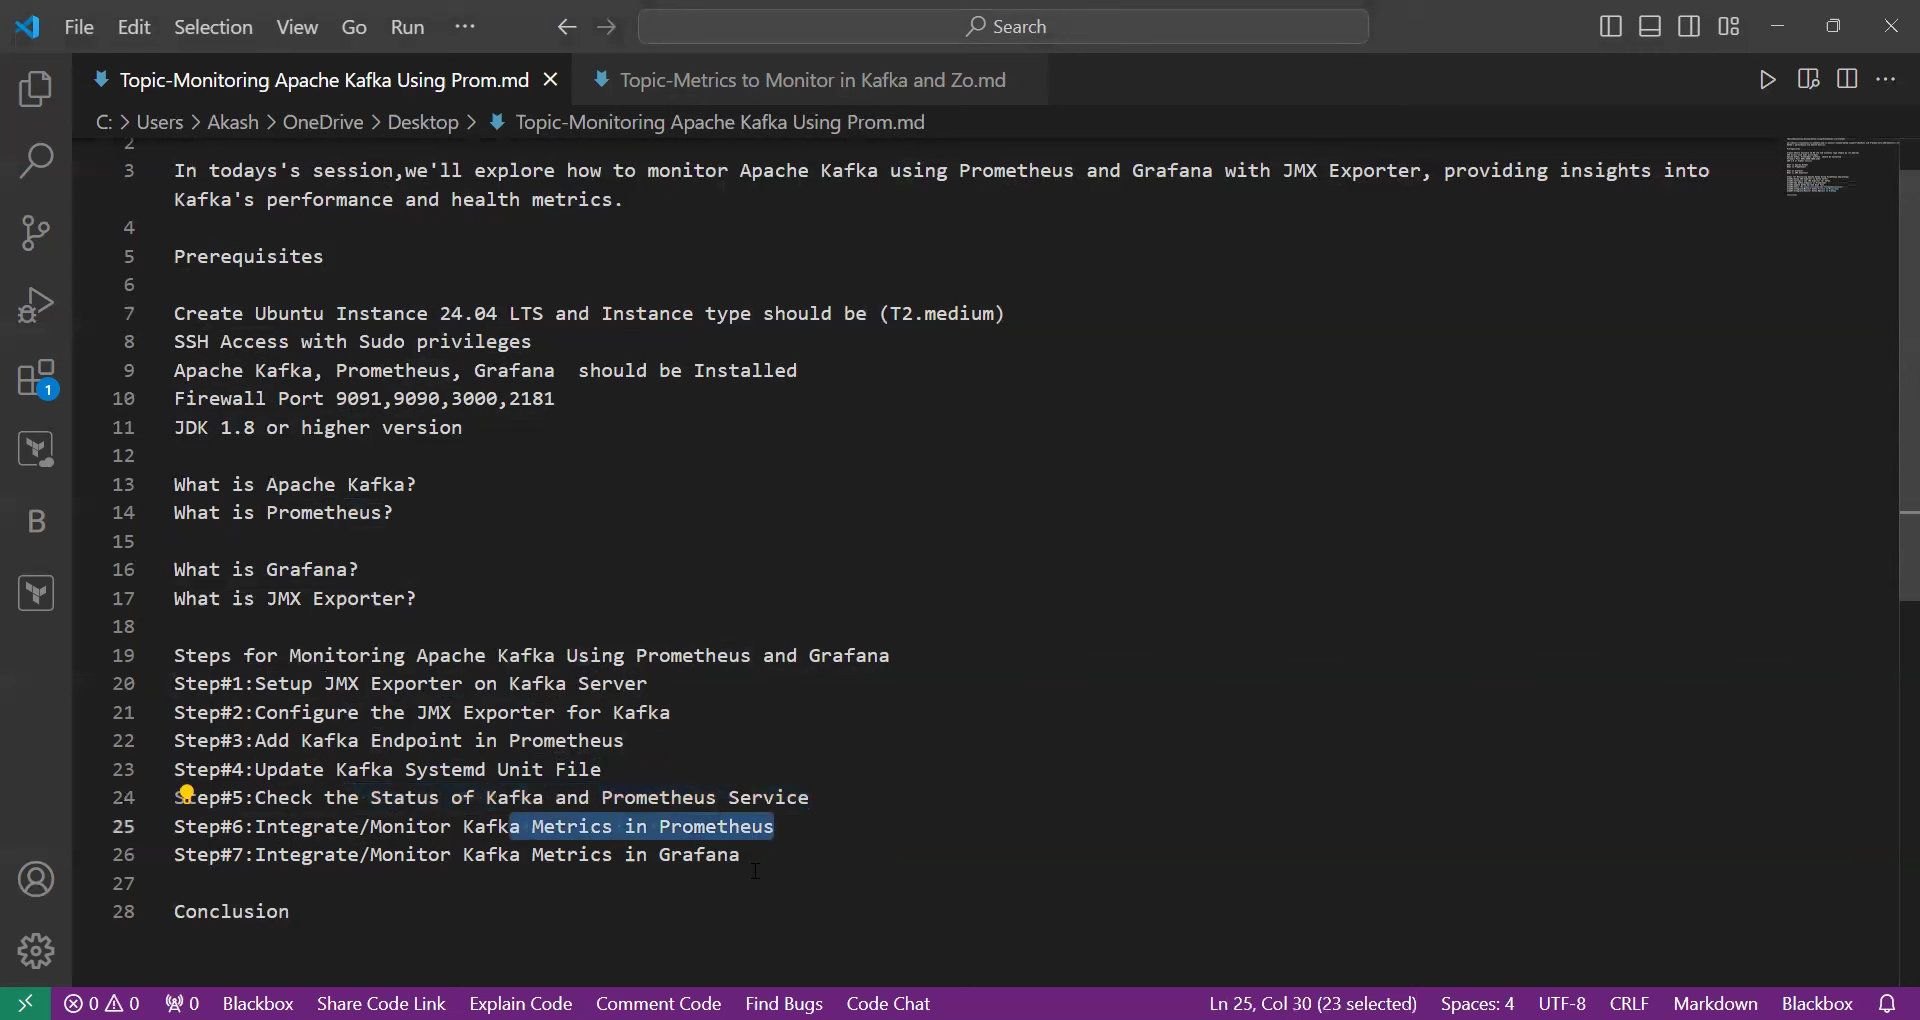 File Edit Selection View Go Run ··· Search
Topic-Monitoring Apache Kafka Using Prom.md Topic-Metrics to Monitor in Kafka and Zo.md
C: > Users > Akash > OneDrive > Desktop > Topic-Monitoring Apache Kafka Using Prom.md
2
3 In todays's session,we'll explore how to monitor Apache Kafka using Prometheus and Grafana with JMX Exporter, providing insights into
Kafka's performance and health metrics.
4
5 Prerequisites
6
7 Create Ubuntu Instance 24.04 LTS and Instance type should be (T2.medium)
8 SSH Access with Sudo privileges
9 Apache Kafka, Prometheus, Grafana  should be Installed
10 Firewall Port 9091,9090,3000,2181
11 JDK 1.8 or higher version
12
13 What is Apache Kafka?
14 What is Prometheus?
15
16 What is Grafana?
17 What is JMX Exporter?
18
19 Steps for Monitoring Apache Kafka Using Prometheus and Grafana
20 Step#1:Setup JMX Exporter on Kafka Server
21 Step#2:Configure the JMX Exporter for Kafka
22 Step#3:Add Kafka Endpoint in Prometheus
23 Step#4:Update Kafka Systemd Unit File
24 Step#5:Check the Status of Kafka and Prometheus Service
25 Step#6:Integrate/Monitor Kafka Metrics in Prometheus
26 Step#7:Integrate/Monitor Kafka Metrics in Grafana
27
28 Conclusion
1
B
0 0 0 Blackbox Share Code Link Explain Code Comment Code Find Bugs Code Chat Ln 25, Col 30 (23 selected) Spaces: 4 UTF-8 CRLF Markdown Blackbox